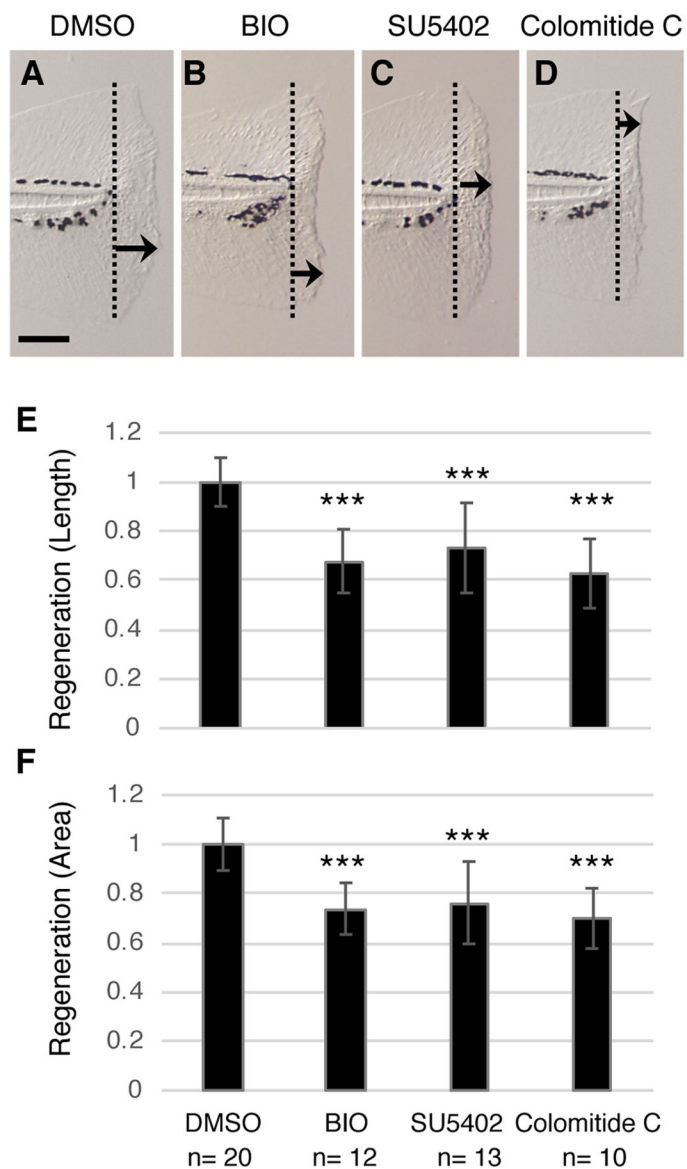 DMSO BIO SU5402 Colomitide C
A B C D
E
Regeneration (Length)
1.2
1
0.8
0.6
0.4
0.2
0
*** *** ***
F
Regeneration (Area)
1.2
1
0.8
0.6
0.4
0.2
0
*** *** ***
DMSO BIO SU5402 Colomitide C
n= 20 n= 12 n= 13 n= 10